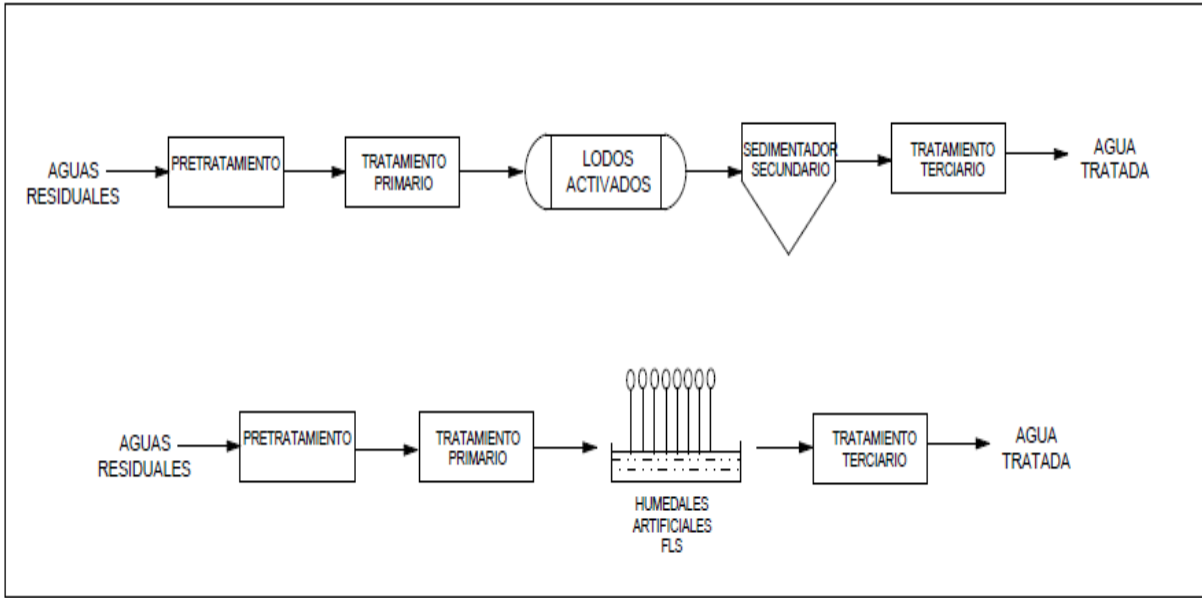 AGUAS
RESIDUALES
PRETRATAMIENTO
TRATAMIENTO
PRIMARIO
LODOS
ACTIVADOS
SEDIMENTADOR
SECUNDARIO
TRATAMIENTO
TERCIARIO
AGUA
TRATADA
AGUAS
RESIDUALES
PRETRATAMIENTO
TRATAMIENTO
PRIMARIO
HUMEDALES
ARTIFICIALES
FLS
TRATAMIENTO
TERCIARIO
AGUA
TRATADA